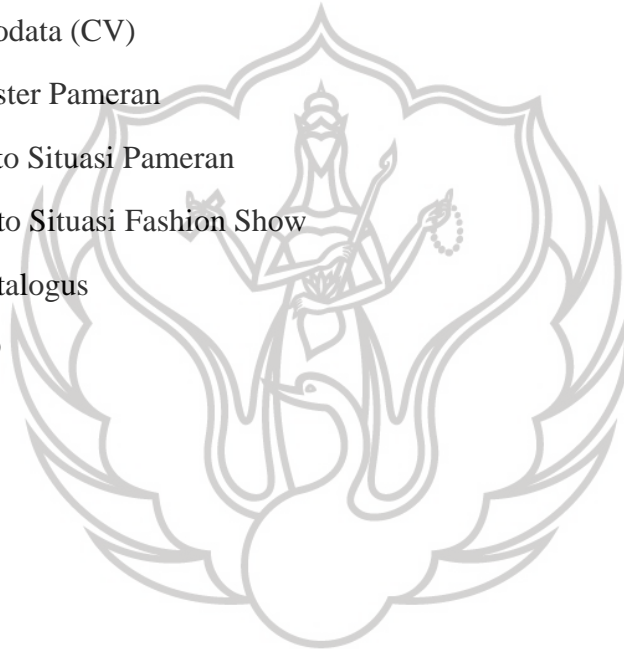 odata (CV)
ster Pameran
to Situasi Pameran
to Situasi Fashion Show
talogus